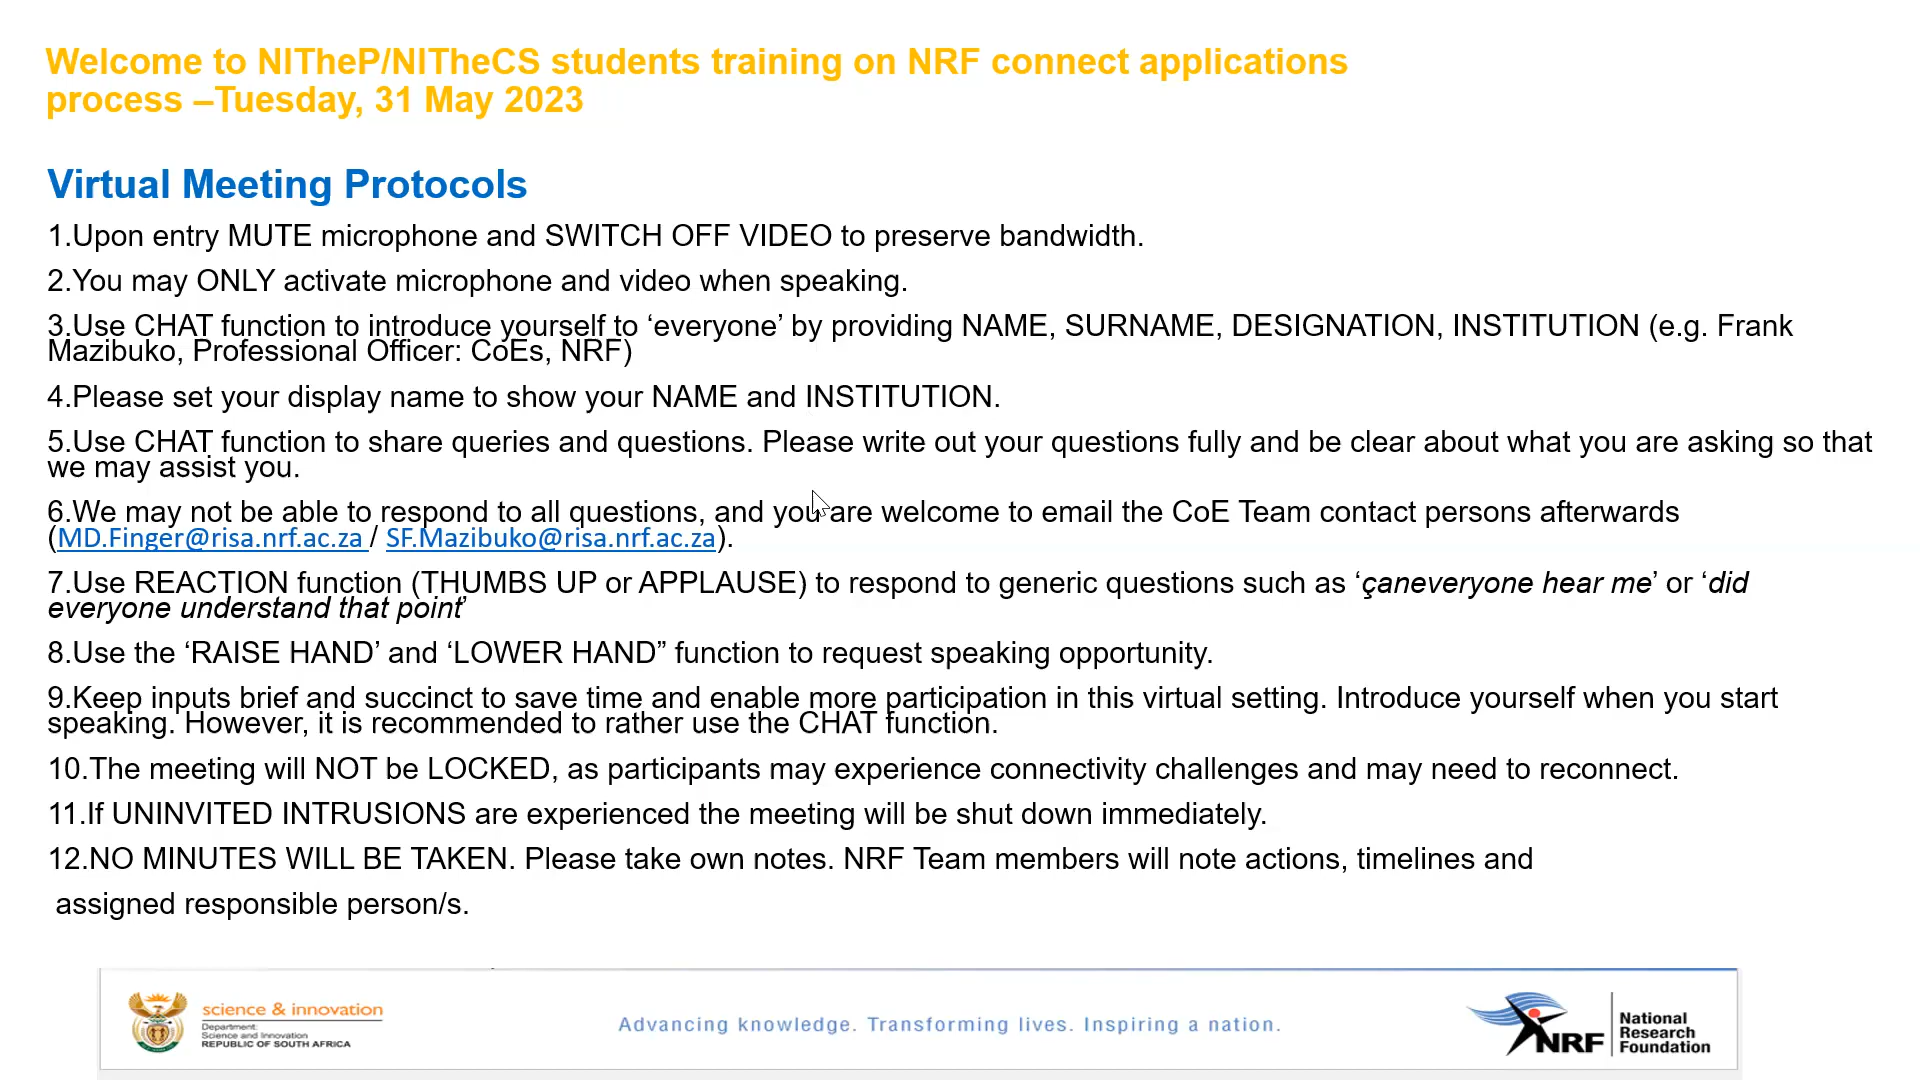 Welcome to NITheP/NITheCS students training on NRF connect applications
process –Tuesday, 31 May 2023
Virtual Meeting Protocols
1.Upon entry MUTE microphone and SWITCH OFF VIDEO to preserve bandwidth.
2.You may ONLY activate microphone and video when speaking.
3.Use CHAT function to introduce yourself to ‘everyone’ by providing NAME, SURNAME, DESIGNATION, INSTITUTION (e.g. Frank
Mazibuko, Professional Officer: CoEs, NRF)
4.Please set your display name to show your NAME and INSTITUTION.
5.Use CHAT function to share queries and questions. Please write out your questions fully and be clear about what you are asking so that
we may assist you.
6.We may not be able to respond to all questions, and you are welcome to email the CoE Team contact persons afterwards
(MD.Finger@risa.nrf.ac.za / SF.Mazibuko@risa.nrf.ac.za).
7.Use REACTION function (THUMBS UP or APPLAUSE) to respond to generic questions such as ‘çaneveryone hear me’ or ‘did
everyone understand that point’
8.Use the ‘RAISE HAND’ and ‘LOWER HAND” function to request speaking opportunity.
9.Keep inputs brief and succinct to save time and enable more participation in this virtual setting. Introduce yourself when you start
speaking. However, it is recommended to rather use the CHAT function.
10.The meeting will NOT be LOCKED, as participants may experience connectivity challenges and may need to reconnect.
11.If UNINVITED INTRUSIONS are experienced the meeting will be shut down immediately.
12.NO MINUTES WILL BE TAKEN. Please take own notes. NRF Team members will note actions, timelines and
assigned responsible person/s.
science & innovation
Department:
Science and Innovation
REPUBLIC OF SOUTH AFRICA
Advancing knowledge. Transforming lives. Inspiring a nation.
NRF
National
Research
Foundation